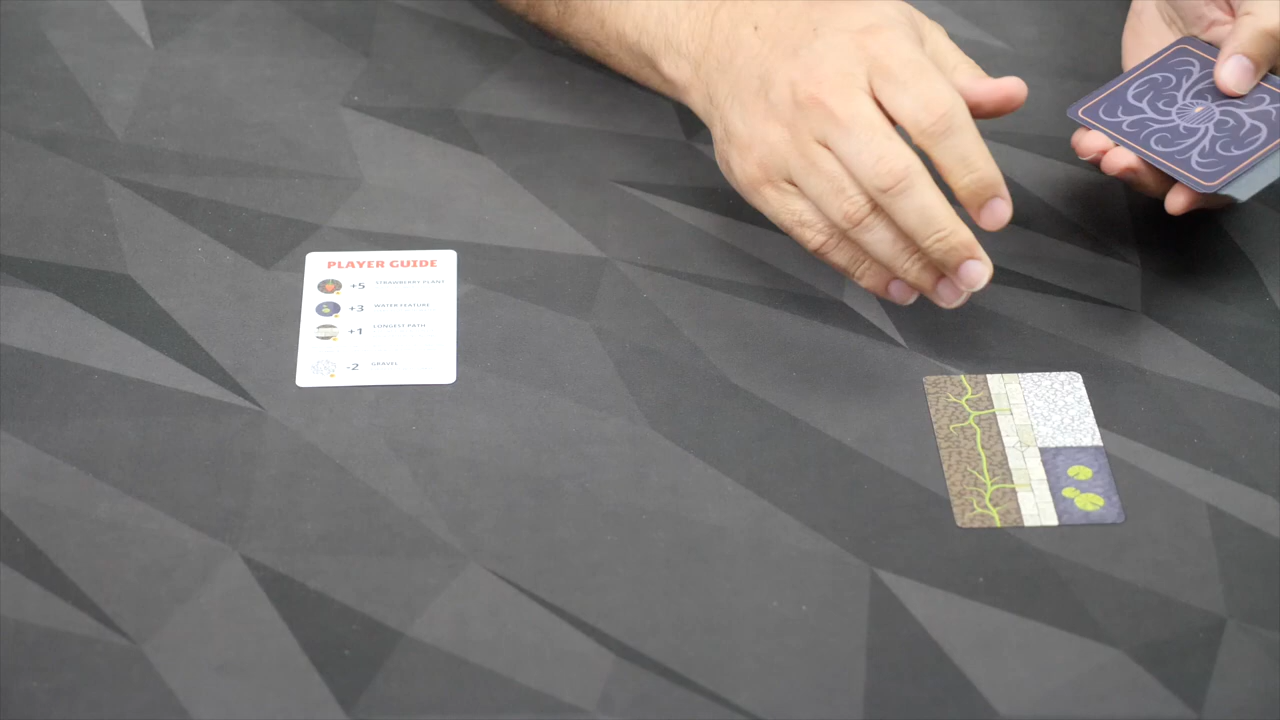 PLAYER GUIDE
+5 STRAWBERRY PLANT
+3 WATER FEATURE
+1 LONGEST PATH
-2 GRAVEL